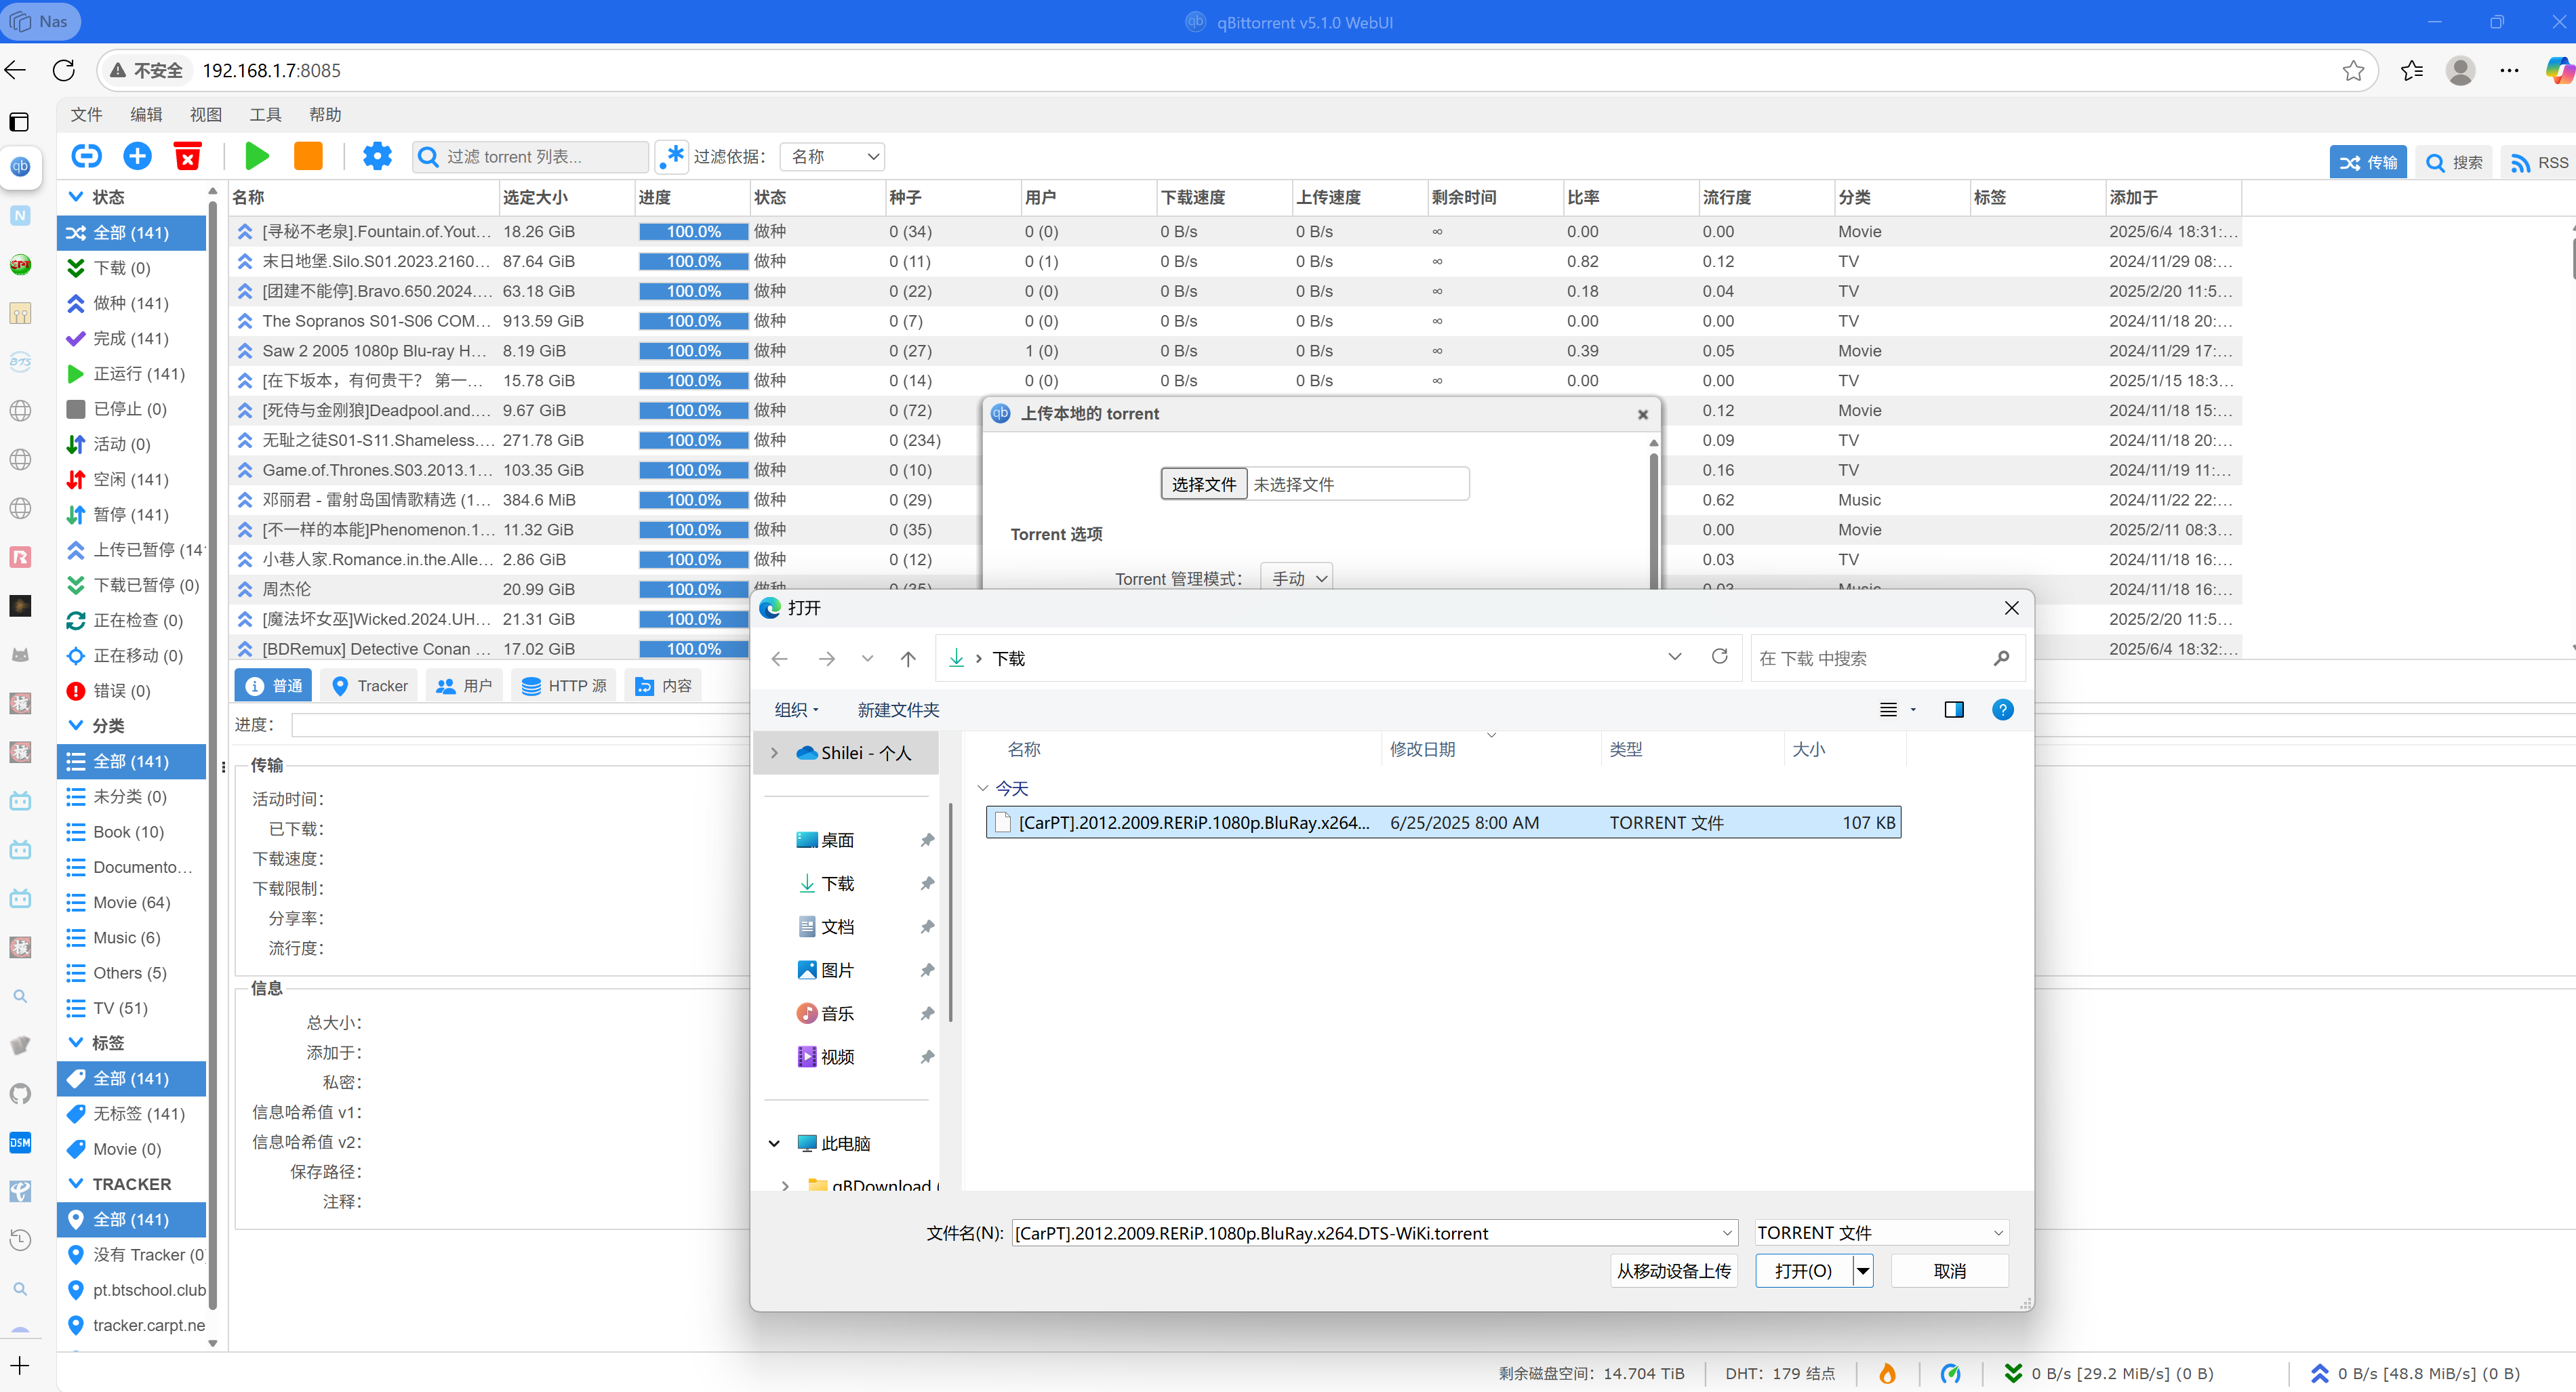 Nas
qBittorrent v5.1.0 WebUI
不安全 192.168.1.7:8085
文件 编辑 视图 工具 帮助
过滤 torrent 列表... .* 过滤依据： 名称 传输 搜索 RSS
状态
全部 (141)
下载 (0)
做种 (141)
完成 (141)
正运行 (141)
已停止 (0)
活动 (0)
空闲 (141)
暂停 (141)
上传已暂停 (14
下载已暂停 (0)
正在检查 (0)
正在移动 (0)
错误 (0)
分类
全部 (141)
未分类 (0)
Book (10)
Documento...
Movie (64)
Music (6)
Others (5)
TV (51)
标签
全部 (141)
无标签 (141)
Movie (0)
TRACKER
全部 (141)
没有 Tracker (0)
pt.btschool.club
tracker.carpt.ne
名称 选定大小 进度 状态 种子 用户 下载速度 上传速度 剩余时间 比率 流行度 分类 标签 添加于
[寻秘不老泉].Fountain.of.Yout... 18.26 GiB 100.0% 做种 0 (34) 0 (0) 0 B/s 0 B/s ∞ 0.00 0.00 Movie 2025/6/4 18:31:...
末日地堡.Silo.S01.2023.2160... 87.64 GiB 100.0% 做种 0 (11) 0 (1) 0 B/s 0 B/s ∞ 0.82 0.12 TV 2024/11/29 08:...
[团建不能停].Bravo.650.2024.... 63.18 GiB 100.0% 做种 0 (22) 0 (0) 0 B/s 0 B/s ∞ 0.18 0.04 TV 2025/2/20 11:5...
The Sopranos S01-S06 COM... 913.59 GiB 100.0% 做种 0 (7) 0 (0) 0 B/s 0 B/s ∞ 0.00 0.00 TV 2024/11/18 20:...
Saw 2 2005 1080p Blu-ray H... 8.19 GiB 100.0% 做种 0 (27) 1 (0) 0 B/s 0 B/s ∞ 0.39 0.05 Movie 2024/11/29 17:...
[在下坂本，有何贵干？ 第一... 15.78 GiB 100.0% 做种 0 (14) 0 (0) 0 B/s 0 B/s ∞ 0.00 0.00 TV 2025/1/15 18:3...
[死侍与金刚狼]Deadpool.and.... 9.67 GiB 100.0% 做种 0 (72) 0.12 Movie 2024/11/18 15:...
无耻之徒S01-S11.Shameless.... 271.78 GiB 100.0% 做种 0 (234) 0.09 TV 2024/11/18 20:...
Game.of.Thrones.S03.2013.1... 103.35 GiB 100.0% 做种 0 (10) 0.16 TV 2024/11/19 11:...
邓丽君 - 雷射岛国情歌精选 (1... 384.6 MiB 100.0% 做种 0 (29) 0.62 Music 2024/11/22 22:...
[不一样的本能]Phenomenon.1... 11.32 GiB 100.0% 做种 0 (35) 0.00 Movie 2025/2/11 08:3...
小巷人家.Romance.in.the.Alle... 2.86 GiB 100.0% 做种 0 (12) 0.03 TV 2024/11/18 16:...
周杰伦 20.99 GiB 100.0% 做种 0 (35) 0.03 Music 2024/11/18 16:...
[魔法坏女巫]Wicked.2024.UH... 21.31 GiB 100.0% 2025/2/20 11:5...
[BDRemux] Detective Conan ... 17.02 GiB 100.0% 2025/6/4 18:32:...
普通 Tracker 用户 HTTP 源 内容
进度：
传输
活动时间：
已下载：
下载速度：
下载限制：
分享率：
流行度：
信息
总大小：
添加于：
私密：
信息哈希值 v1：
信息哈希值 v2：
保存路径：
注释：
上传本地的 torrent
选择文件 未选择文件
Torrent 选项
Torrent 管理模式： 手动
打开
下载 在 下载 中搜索
组织 新建文件夹
Shilei - 个人
桌面
下载
文档
图片
音乐
视频
此电脑
qBDownload (
名称 修改日期 类型 大小
今天
[CarPT].2012.2009.RERiP.1080p.BluRay.x264... 6/25/2025 8:00 AM TORRENT 文件 107 KB
文件名(N): [CarPT].2012.2009.RERiP.1080p.BluRay.x264.DTS-WiKi.torrent TORRENT 文件
从移动设备上传 打开(O) 取消
剩余磁盘空间：14.704 TiB DHT：179 结点 0 B/s [29.2 MiB/s] (0 B) 0 B/s [48.8 MiB/s] (0 B)